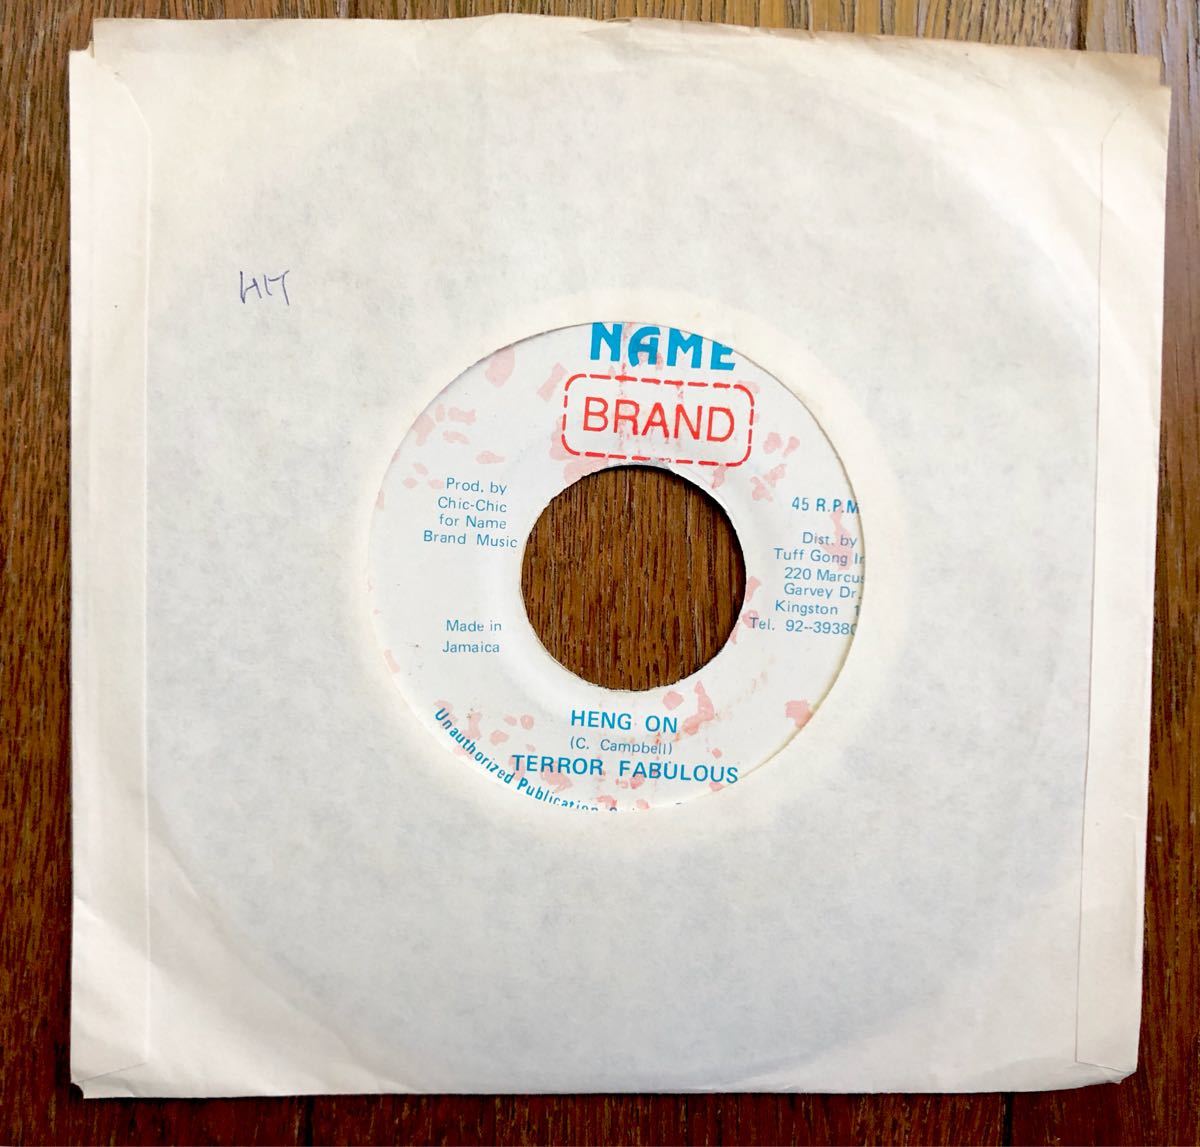 NAME
BRAND
Prod. by
Chic-Chic
for Name
Brand Music
Made in
Jamaica
45 R.P.M
Dist. by
Tuff Gong
220 Marcus
Garvey Dr.
Kingston
Tel. 92--3938
HENG ON
(C. Campbell)
TERROR FABULOUS
Unauthorized Publication